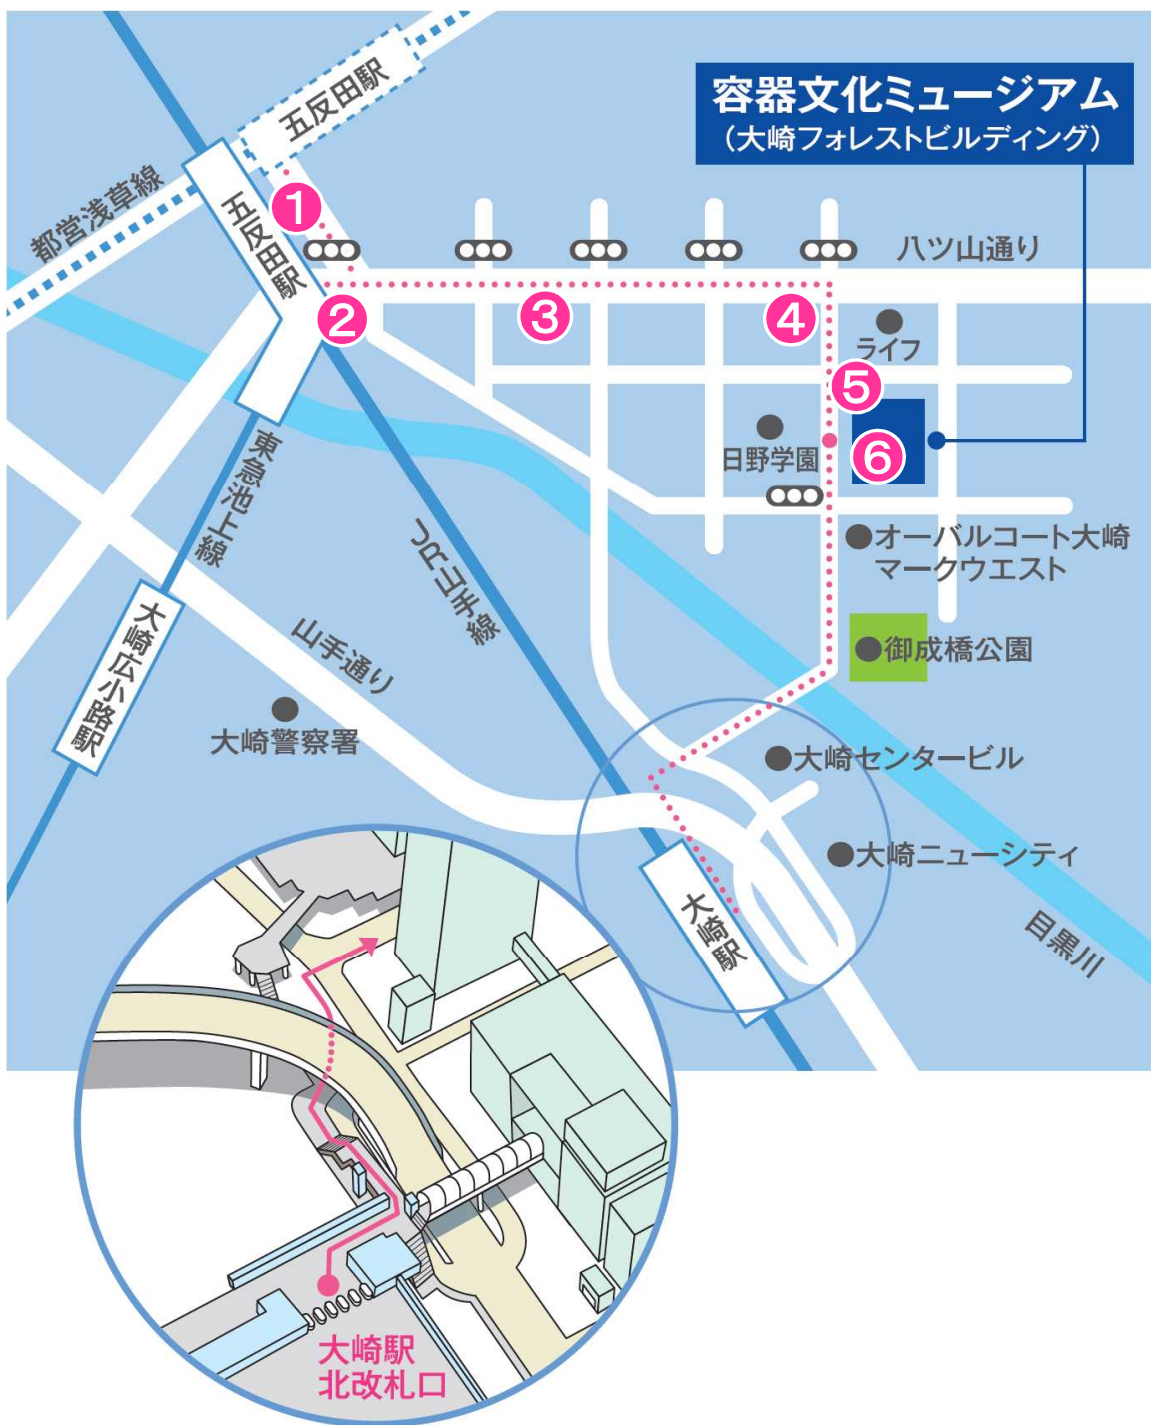 五反田駅
容器文化ミュージアム
（大崎フォレストビルディング）
都営浅草線
五反田駅
1
八ツ山通り
2
3
4
ライフ
5
日野学園
6
東急池上線
JR山手線
オーバルコート大崎
マークウエスト
大崎広小路駅
山手通り
御成橋公園
大崎警察署
大崎センタービル
大崎ニューシティ
大崎駅
目黒川
大崎駅
北改札口